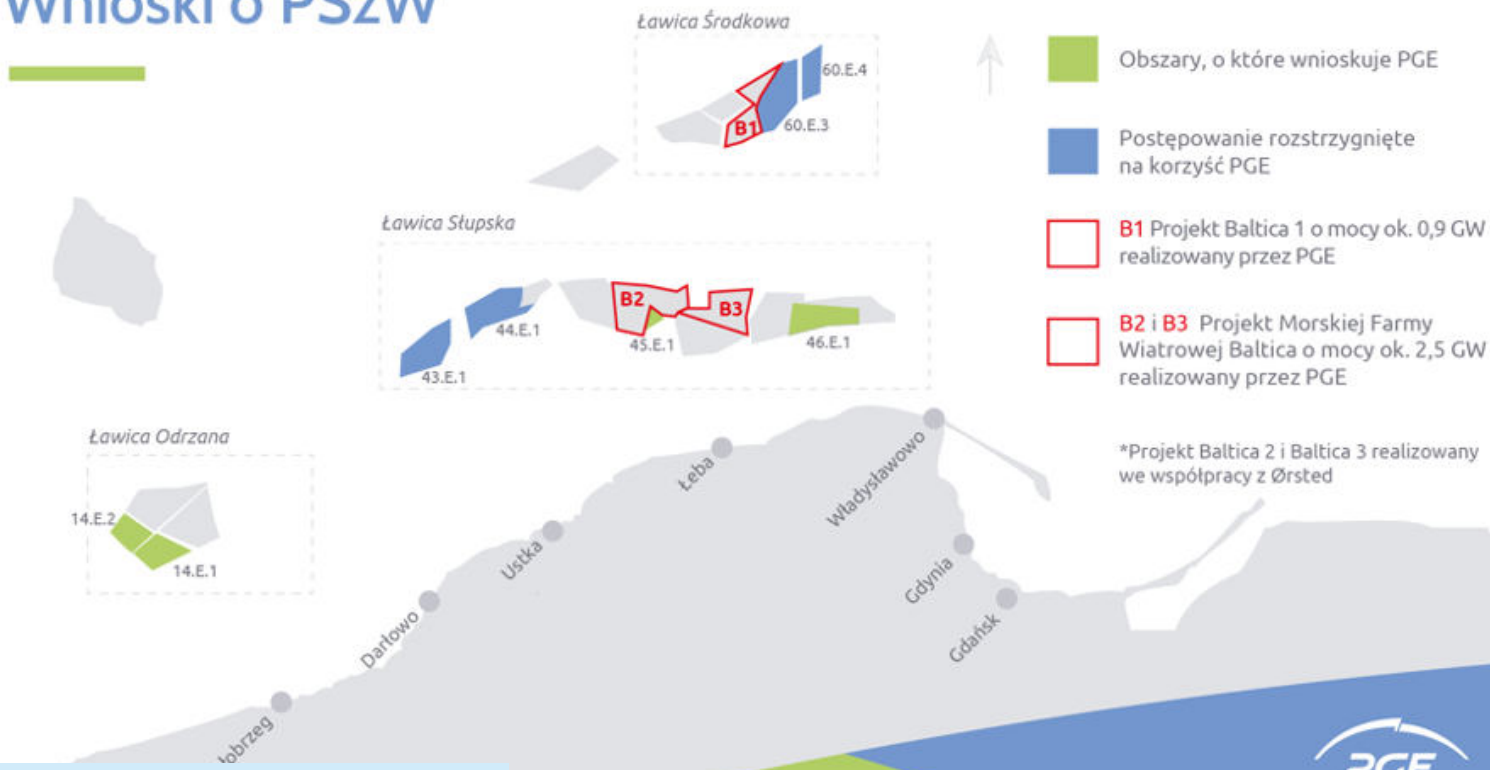 Wnioski o PSzW
Ławica Środkowa
60.E.4
B1
60.E.3
Ławica Słupska
B2
B3
44.E.1
45.E.1
46.E.1
43.E.1
Ławica Odrzana
14.E.2
14.E.1
Łeba
Władysławowo
Ustka
Gdynia
Darłowo
Gdańsk
łobrzeg
Obszary, o które wnioskuje PGE
Postępowanie rozstrzygnięte
na korzyść PGE
B1 Projekt Baltica 1 o mocy ok. 0,9 GW
realizowany przez PGE
B2 i B3 Projekt Morskiej Farmy
Wiatrowej Baltica o mocy ok. 2,5 GW
realizowany przez PGE
*Projekt Baltica 2 i Baltica 3 realizowany
we współpracy z Ørsted
PGE